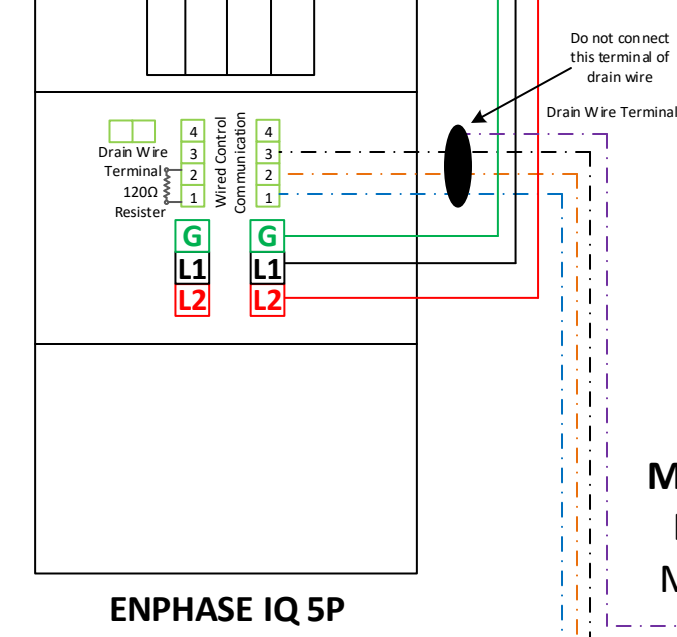 Do not connect
this terminal of
drain wire
Drain Wire Terminal
Drain Wire
Terminal
120Ω
Resister
4
3
2
1
Wired Control
Communication
4
3
2
1
G
L1
L2
G
L1
L2
M
M
ENPHASE IQ 5P